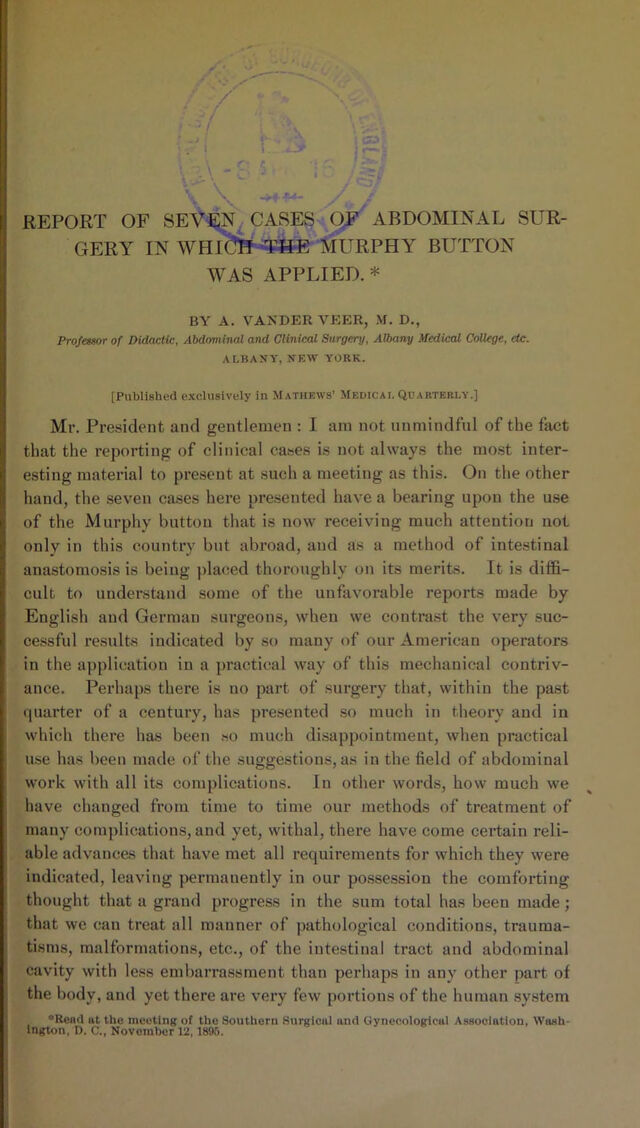 REPORT OF SEVEN CASES OF ABDOMINAL SUR-
GERY IN WHICH THE MURPHY BUTTON
WAS APPLIED. *
BY A. VANDER VEER, M. D.,
Professor of Didactic, Abdominal and Clinical Surgery, Albany Medical College, etc.
ALBANY, NEW YORK.
[Published exclusively in MATHEWS' MEDICAL QUARTERLY.]
Mr. President and gentlemen : I am not unmindful of the fact
that the reporting of clinical cases is not always the most inter-
esting material to present at such a meeting as this. On the other
hand, the seven cases here presented have a bearing upon the use
of the Murphy button that is now receiving much attention not
only in this country but abroad, and as a method of intestinal
anastomosis is being placed thoroughly on its merits. It is diffi-
cult to understand some of the unfavorable reports made by
English and German surgeons, when we contrast the very suc-
cessful results indicated by so many of our American operators
in the application in a practical way of this mechanical contriv-
ance. Perhaps there is no part of surgery that, within the past
quarter of a century, has presented so much in theory and in
which there has been so much disappointment, when practical
use has been made of the suggestions, as in the field of abdominal
work with all its complications. In other words, how much we
have changed from time to time our methods of treatment of
many complications, and yet, withal, there have come certain reli-
able advances that have met all requirements for which they were
indicated, leaving permanently in our possession the comforting
thought that a grand progress in the sum total has been made ;
that we can treat all manner of pathological conditions, trauma-
tisms, malformations, etc., of the intestinal tract and abdominal
cavity with less embarrassment than perhaps in any other part of
the body, and yet there are very few portions of the human system
*Read at the meeting of the Southern Surgical and Gynecological Association, Wash-
ington, D. C., November 12, 1895.